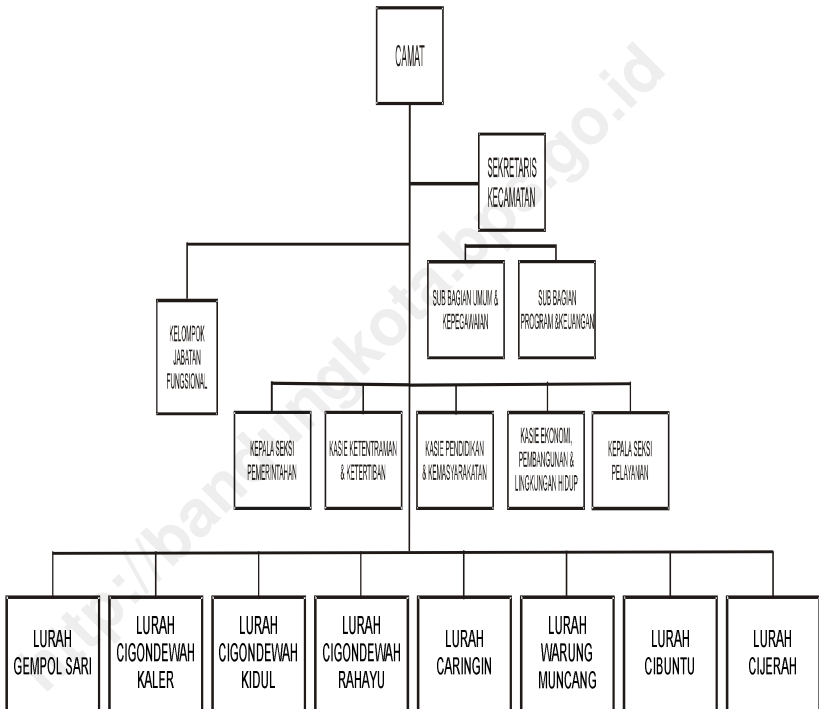 CAMAT
SEKRETARIS
KECAMATAN
SUB BAGIAN UMUM &
KEPEGAWAIAN
SUB BAGIAN
PROGRAM &KEUANGAN
KELOMPOK
JABATAN
FUNGSIONAL
KEPALA SEKSI
PEMERINTAHAN
KASIE KETENTRAMAN
& KETERTIBAN
KASIE PENDIDIKAN
& KEMASYARAKATAN
KASIE EKONOMI,
PEMBANGUNAN &
LINGKUNGAN HIDUP
KEPALA SEKSI
PELAYANAN
LURAH
GEMPOL SARI
LURAH
CIGONDEWAH
KALER
LURAH
CIGONDEWAH
KIDUL
LURAH
CIGONDEWAH
RAHAYU
LURAH
CARINGIN
LURAH
WARUNG
MUNCANG
LURAH
CIBUNTU
LURAH
CIJERAH
http://bandungkota.bps.go.id